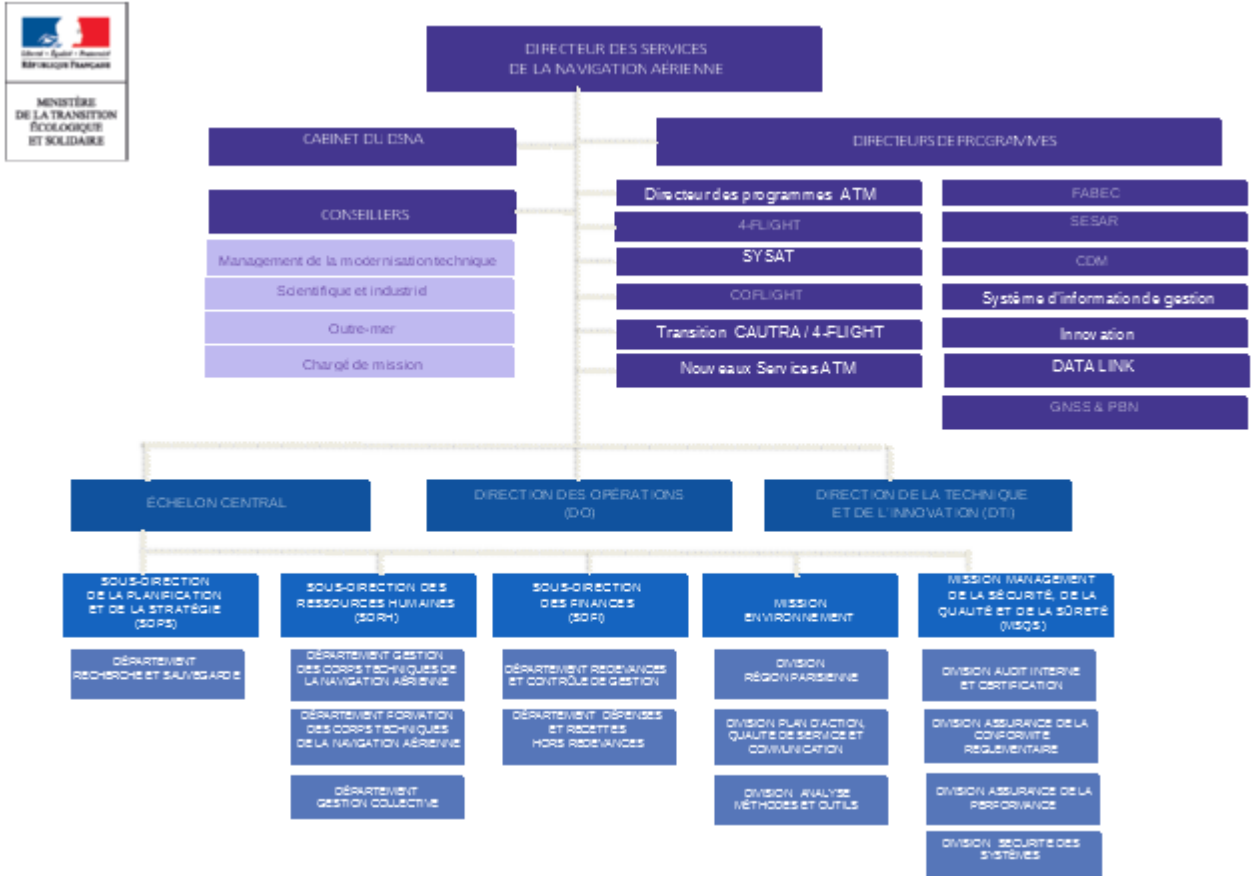 Liberté • Égalité • Fraternité
RÉPUBLIQUE FRANÇAISE
MINISTÈRE
DE LA TRANSITION
ÉCOLOGIQUE
ET SOLIDAIRE
DIRECTEUR DES SERVICES
DE LA NAVIGATION AÉRIENNE
CABINET DU DSNA
DIRECTEURS DE PROGRAMMES
CONSEILLERS
Management de la modernisation technique
Scientifique et industriel
Outre-mer
Chargé de mission
Directeur des programmes ATM
4-FLIGHT
SYSAT
COFLIGHT
Transition CAUTRA / 4-FLIGHT
Nouveaux Services ATM
FABEC
SESAR
CDM
Système d'information de gestion
Innovation
DATA LINK
GNSS & PBN
ÉCHELON CENTRAL
DIRECTION DES OPÉRATIONS
(DO)
DIRECTION DE LA TECHNIQUE
ET DE L'INNOVATION (DTI)
SOUS-DIRECTION
DE LA PLANIFICATION
ET DE LA STRATÉGIE
(SDPS)
DÉPARTEMENT
RECHERCHE ET SAUVEGARDE
SOUS-DIRECTION DES
RESSOURCES HUMAINES
(SDRH)
DÉPARTEMENT GESTION
DES CORPS TECHNIQUES DE
LA NAVIGATION AÉRIENNE
DÉPARTEMENT FORMATION
DES CORPS TECHNIQUES
DE LA NAVIGATION AÉRIENNE
DÉPARTEMENT
GESTION COLLECTIVE
SOUS-DIRECTION
DES FINANCES
(SDFI)
DÉPARTEMENT REDEVANCES
ET CONTRÔLE DE GESTION
DÉPARTEMENT DÉPENSES
ET RECETTES
HORS REDEVANCES
MISSION
ENVIRONNEMENT
DIVISION
RÉGION PARISIENNE
DIVISION PLAN D'ACTION,
QUALITE DE SERVICE ET
COMMUNICATION
DIVISION ANALYSE
MÉTHODES ET OUTILS
MISSION MANAGEMENT
DE LA SÉCURITÉ, DE LA
QUALITÉ ET DE LA SÛRETÉ
(MSQS)
DIVISION AUDIT INTERNE
ET CERTIFICATION
DIVISION ASSURANCE DE LA
CONFORMITÉ
REGLEMENTAIRE
DIVISION ASSURANCE DE LA
PERFORMANCE
DIVISION SECURITE DES
SYSTÈMES